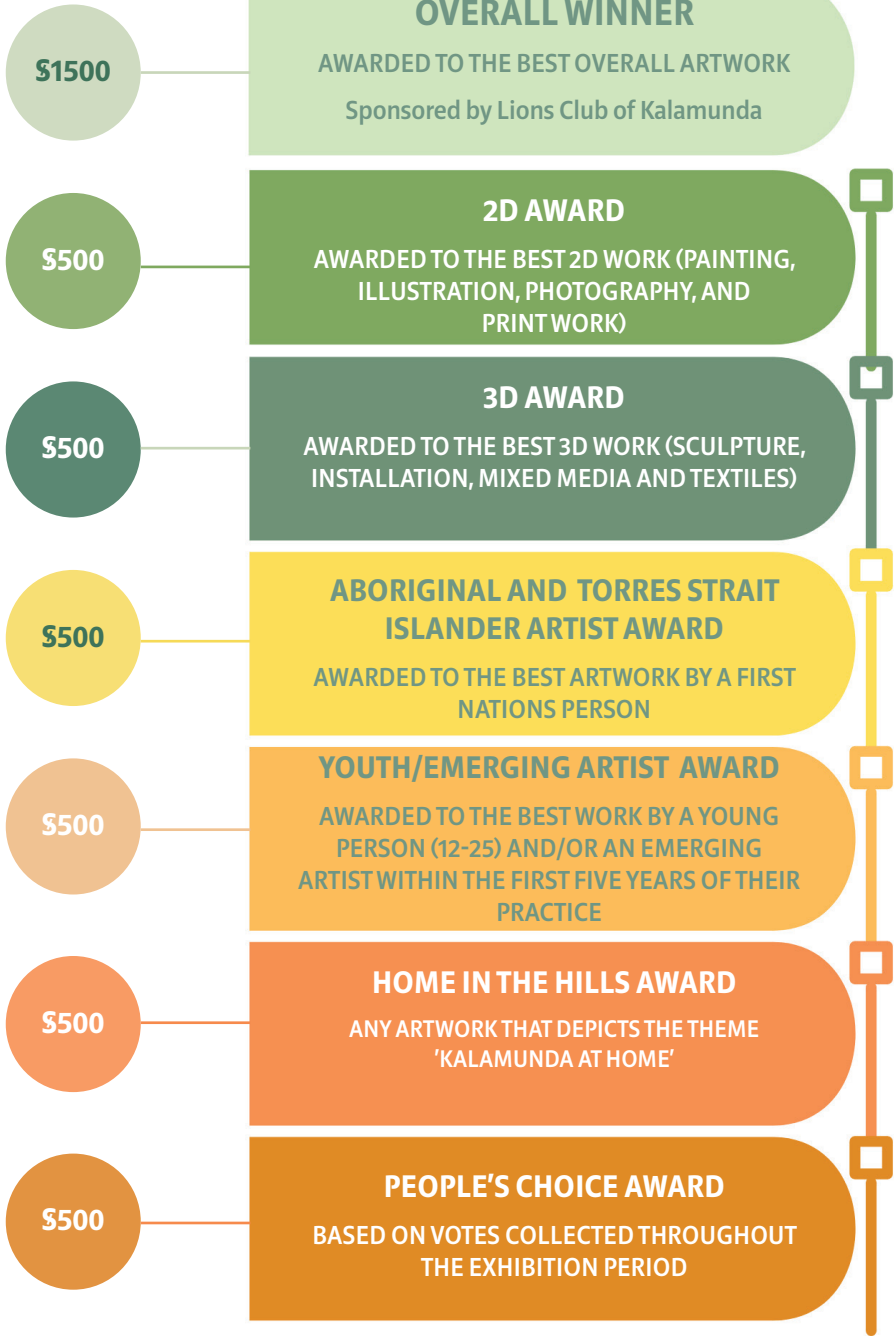 OVERALL WINNER
$1500
AWARDED TO THE BEST OVERALL ARTWORK
Sponsored by Lions Club of Kalamunda
2D AWARD
$500
AWARDED TO THE BEST 2D WORK (PAINTING,
ILLUSTRATION, PHOTOGRAPHY, AND
PRINT WORK)
3D AWARD
$500
AWARDED TO THE BEST 3D WORK (SCULPTURE,
INSTALLATION, MIXED MEDIA AND TEXTILES)
ABORIGINAL AND TORRES STRAIT
ISLANDER ARTIST AWARD
$500
AWARDED TO THE BEST ARTWORK BY A FIRST
NATIONS PERSON
YOUTH/EMERGING ARTIST AWARD
$500
AWARDED TO THE BEST WORK BY A YOUNG
PERSON (12-25) AND/OR AN EMERGING
ARTIST WITHIN THE FIRST FIVE YEARS OF THEIR
PRACTICE
HOME IN THE HILLS AWARD
$500
ANY ARTWORK THAT DEPICTS THE THEME
'KALAMUNDA AT HOME'
PEOPLE'S CHOICE AWARD
$500
BASED ON VOTES COLLECTED THROUGHOUT
THE EXHIBITION PERIOD